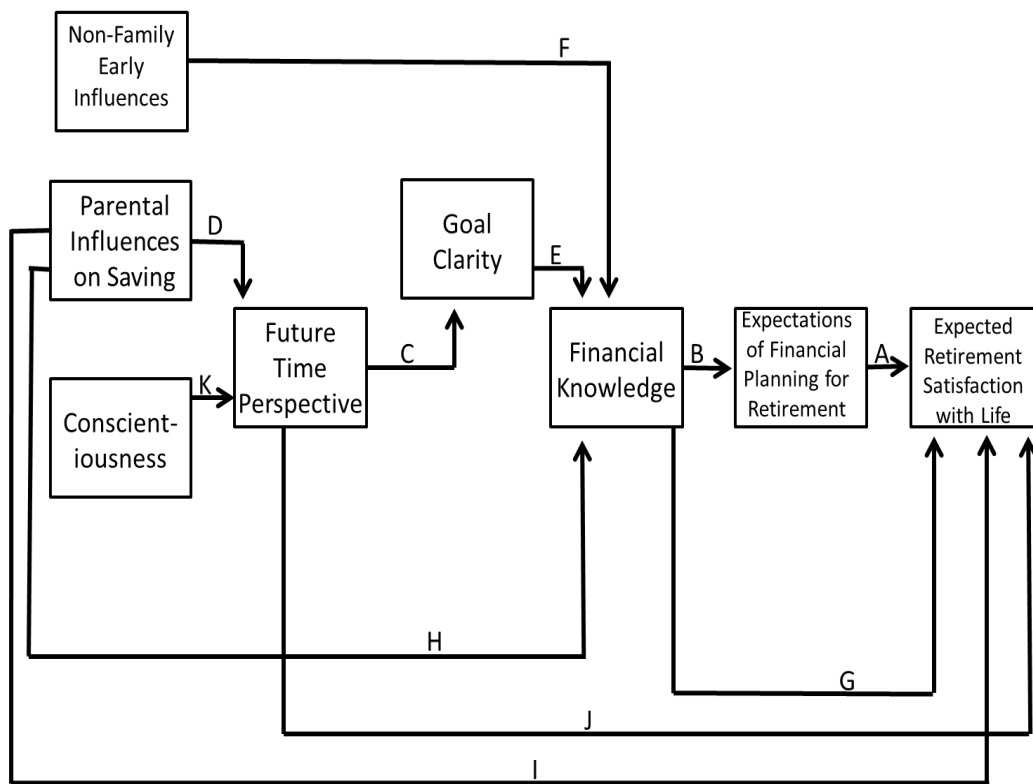 Non-Family
Early
Influences
F
Parental
Influences
on Saving
D
Goal
Clarity
E
Future
Time
Perspective
C
Financial
Knowledge
B
Expectations
of Financial
Planning for
Retirement
A
Expected
Retirement
Satisfaction
with Life
K
Conscient-
iousness
H
G
J
I